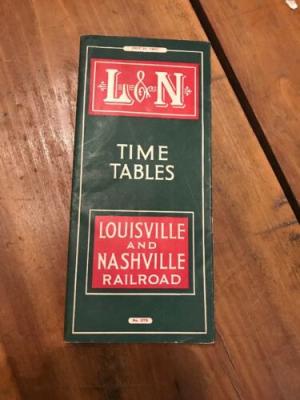 L&N
TIME
TABLES
LOUISVILLE
AND
NASHVILLE
RAILROAD